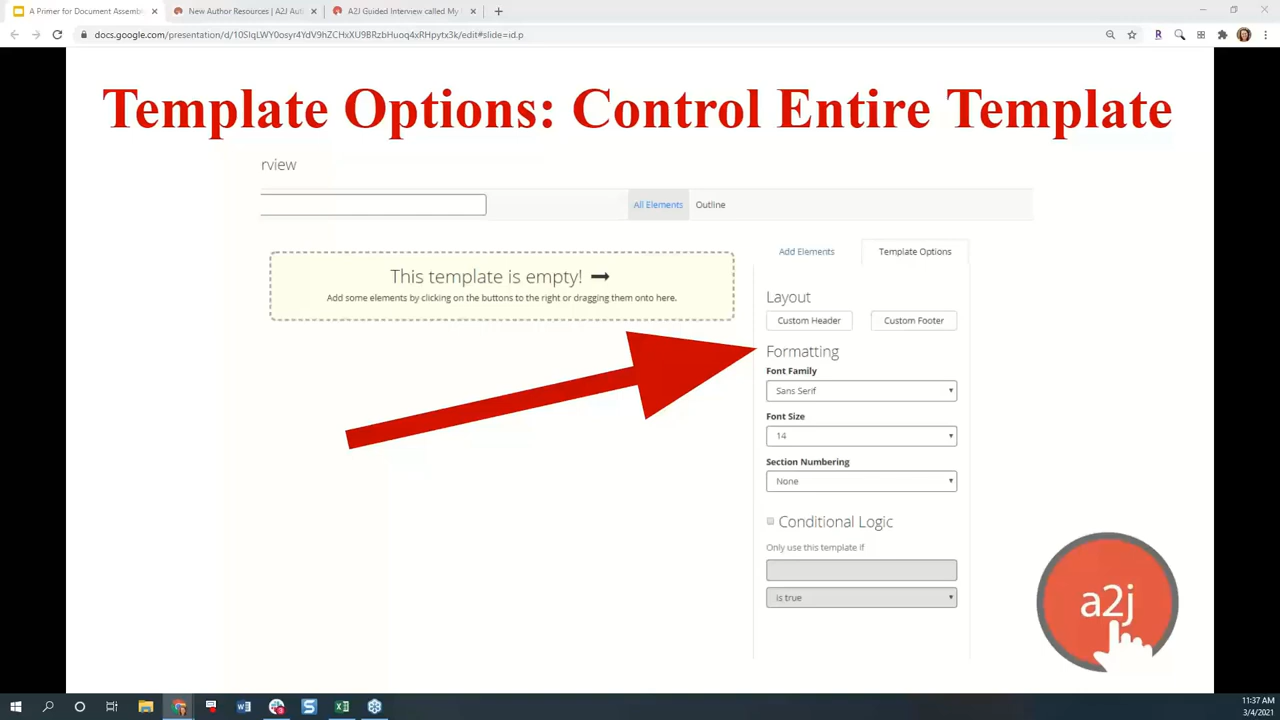 A Primer for Document Assemb
New Author Resources | A2J Aut
A2J Guided Interview called My
docs.google.com/presentation/d/10SIqLWY0osyr4YdV9hZCHxXU9BRzbHuoq4xRHpytx3k/edit#slide=id.p
Template Options: Control Entire Template
rview
All Elements
Outline
Add Elements
Template Options
This template is empty!
Add some elements by clicking on the buttons to the right or dragging them onto here.
Layout
Custom Header
Custom Footer
Formatting
Font Family
Sans Serif
Font Size
14
Section Numbering
None
Conditional Logic
Only use this template if
is true
a2j
11:37 AM
3/4/2021